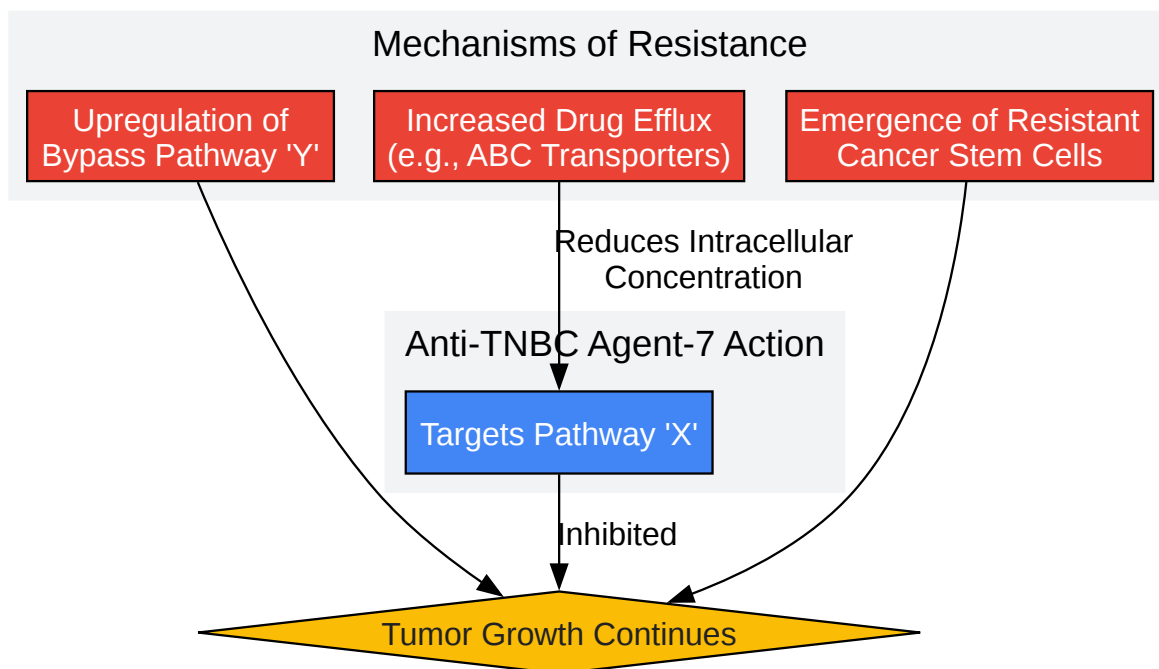 Mechanisms of Resistance
Upregulation of
Bypass Pathway 'Y'
Increased Drug Efflux
(e.g., ABC Transporters)
Emergence of Resistant
Cancer Stem Cells
Reduces Intracellular
Concentration
Anti-TNBC Agent-7 Action
Targets Pathway 'X'
Inhibited
Tumor Growth Continues